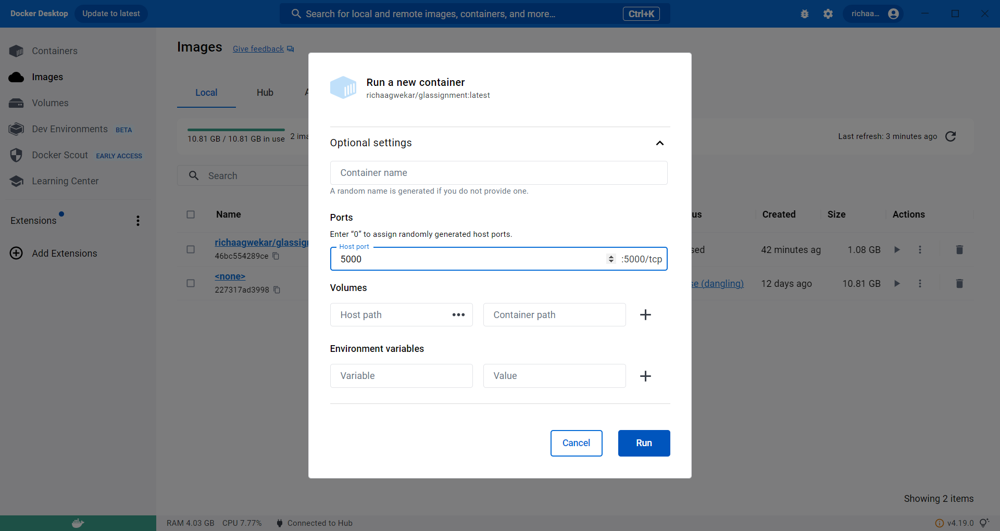 Docker Desktop
Update to latest
Search for local and remote images, containers, and more...
Ctrl+K
richaa...
Containers
Images
Volumes
Dev Environments BETA
Docker Scout EARLY ACCESS
Learning Center
Extensions
Add Extensions
Images
Give feedback
Local
Hub
10.81 GB / 10.81 GB in use
2 ima
Last refresh: 3 minutes ago
Search
Name
us
Created
Size
Actions
richaagwekar/glassign
46bc554289ce
sed
42 minutes ag
1.08 GB
<none>
227317ad3998
se (dangling)
12 days ago
10.81 GB
Run a new container
richaagwekar/glassignment:latest
Optional settings
Container name
A random name is generated if you do not provide one.
Ports
Enter “0” to assign randomly generated host ports.
Host port
5000
:5000/tcp
Volumes
Host path
Container path
Environment variables
Variable
Value
Cancel
Run
Showing 2 items
RAM 4.03 GB CPU 7.77% Connected to Hub
v4.19.0